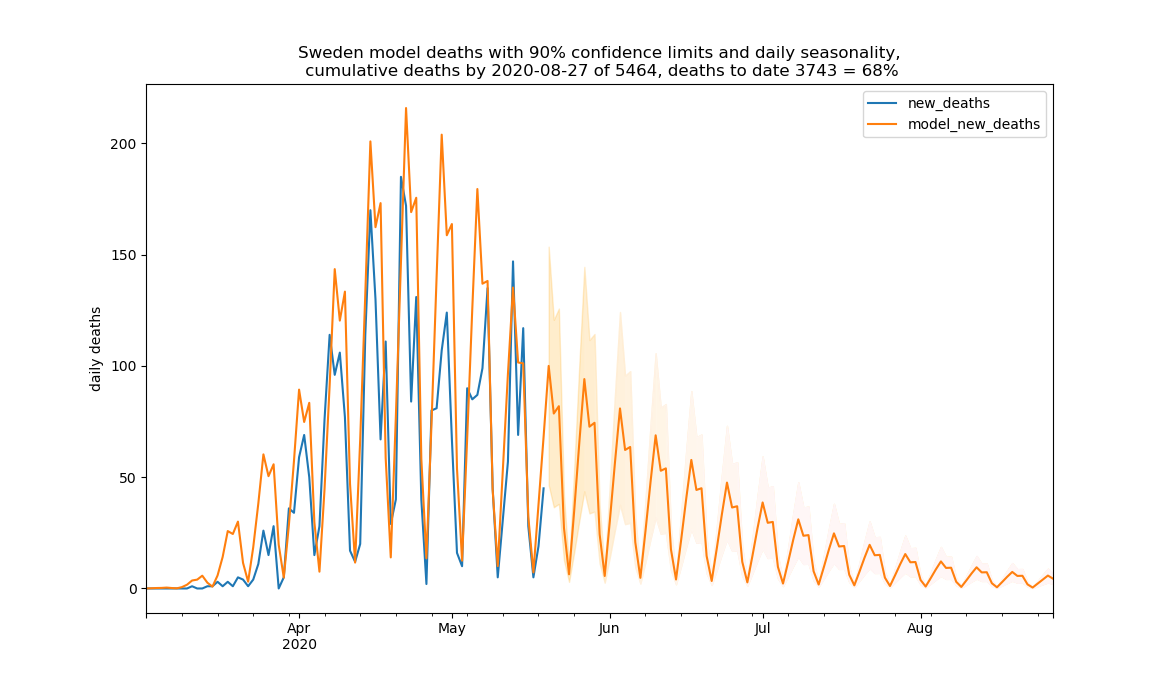 Sweden model deaths with 90% confidence limits and daily seasonality,
cumulative deaths by 2020-08-27 of 5464, deaths to date 3743 = 68%
new_deaths
model_new_deaths
200
150
100
50
0
daily deaths
Apr
2020
May
Jun
Jul
Aug